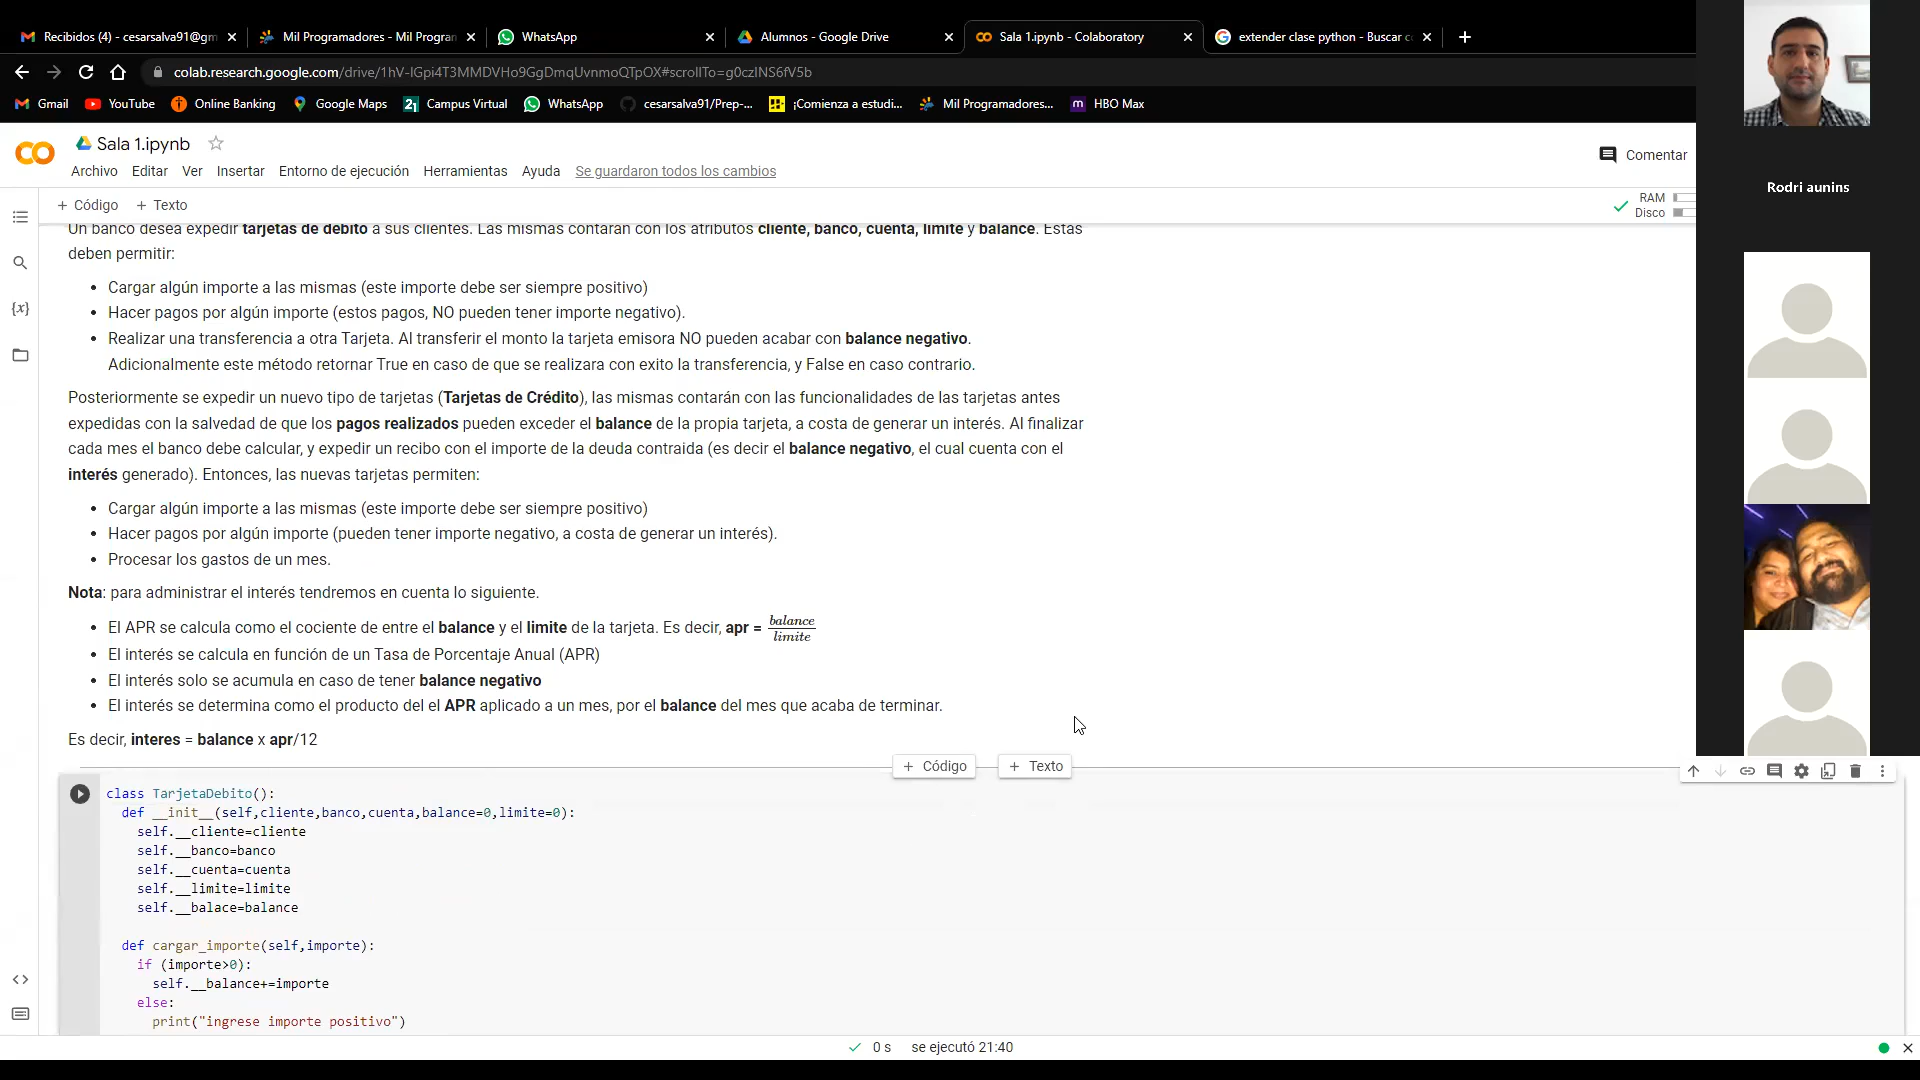 Recibidos (4) - cesarsalva91@gm
Mil Programadores - Mil Program
WhatsApp
Alumnos - Google Drive
Sala 1.ipynb - Colaboratory
extender clase python - Buscar c
colab.research.google.com/drive/1hV-IGpi4T3MMDVHo9GgDmqUvnmoQTpOX#scrollTo=g0czINS6fV5b
Gmail
YouTube
Online Banking
Google Maps
Campus Virtual
WhatsApp
cesarsalva91/Prep-...
¡Comienza a estudi...
Mil Programadores...
HBO Max
Sala 1.ipynb
Archivo Editar Ver Insertar Entorno de ejecución Herramientas Ayuda Se guardaron todos los cambios
Comentar
Rodri aunins
+ Código + Texto
RAM
Disco
Un banco desea expedir tarjetas de debito a sus clientes. Las mismas contarán con los atributos cliente, banco, cuenta, limite y balance. Estas
deben permitir:
• Cargar algún importe a las mismas (este importe debe ser siempre positivo)
• Hacer pagos por algún importe (estos pagos, NO pueden tener importe negativo).
• Realizar una transferencia a otra Tarjeta. Al transferir el monto la tarjeta emisora NO pueden acabar con balance negativo.
Adicionalmente este método retornar True en caso de que se realizara con exito la transferencia, y False en caso contrario.
Posteriormente se expedir un nuevo tipo de tarjetas (Tarjetas de Crédito), las mismas contarán con las funcionalidades de las tarjetas antes
expedidas con la salvedad de que los pagos realizados pueden exceder el balance de la propia tarjeta, a costa de generar un interés. Al finalizar
cada mes el banco debe calcular, y expedir un recibo con el importe de la deuda contraida (es decir el balance negativo, el cual cuenta con el
interés generado). Entonces, las nuevas tarjetas permiten:
• Cargar algún importe a las mismas (este importe debe ser siempre positivo)
• Hacer pagos por algún importe (pueden tener importe negativo, a costa de generar un interés).
• Procesar los gastos de un mes.
Nota: para administrar el interés tendremos en cuenta lo siguiente.
• El APR se calcula como el cociente de entre el balance y el limite de la tarjeta. Es decir, apr = balance/limite
• El interés se calcula en función de un Tasa de Porcentaje Anual (APR)
• El interés solo se acumula en caso de tener balance negativo
• El interés se determina como el producto del el APR aplicado a un mes, por el balance del mes que acaba de terminar.
Es decir, interes = balance x apr/12
+ Código + Texto
class TarjetaDebito():
def __init__(self,cliente,banco,cuenta,balance=0,limite=0):
self.__cliente=cliente
self.__banco=banco
self.__cuenta=cuenta
self.__limite=limite
self.__balace=balance
def cargar_importe(self,importe):
if (importe>0):
self.__balance+=importe
else:
print("ingrese importe positivo")
0 s se ejecutó 21:40